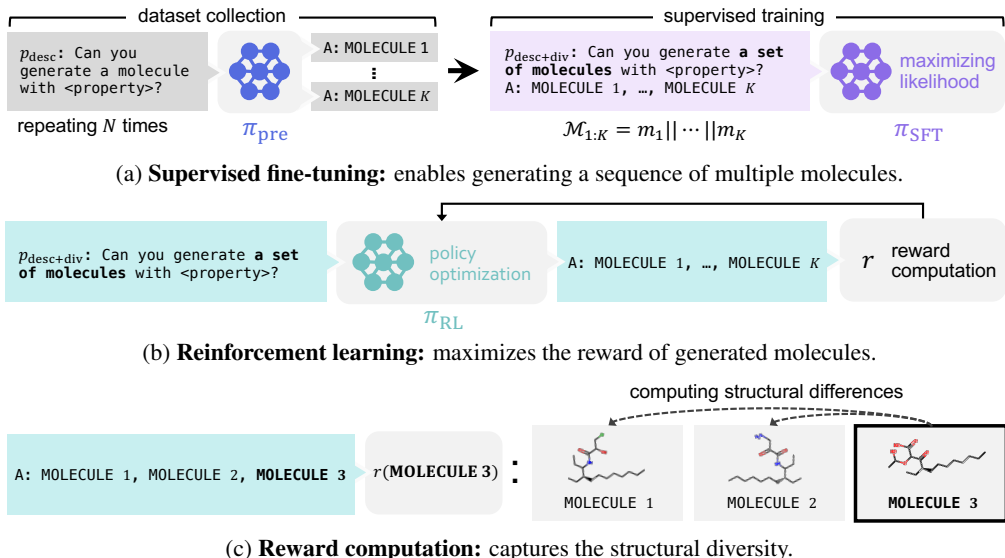 dataset collection
supervised training
p_desc: Can you
generate a molecule
with <property>?
A: MOLECULE 1
⋮
A: MOLECULE K
repeating N times
π_pre
p_desc+div: Can you generate a set
of molecules with <property>?
A: MOLECULE 1, …, MOLECULE K
maximizing
likelihood
ℳ_1:K = m_1|| ⋯ ||m_K
π_SFT
(a) Supervised fine-tuning: enables generating a sequence of multiple molecules.
p_desc+div: Can you generate a set
of molecules with <property>?
policy
optimization
A: MOLECULE 1, …, MOLECULE K
r reward
computation
π_RL
(b) Reinforcement learning: maximizes the reward of generated molecules.
computing structural differences
A: MOLECULE 1, MOLECULE 2, MOLECULE 3
r(MOLECULE 3)
:
MOLECULE 1
MOLECULE 2
MOLECULE 3
(c) Reward computation: captures the structural diversity.